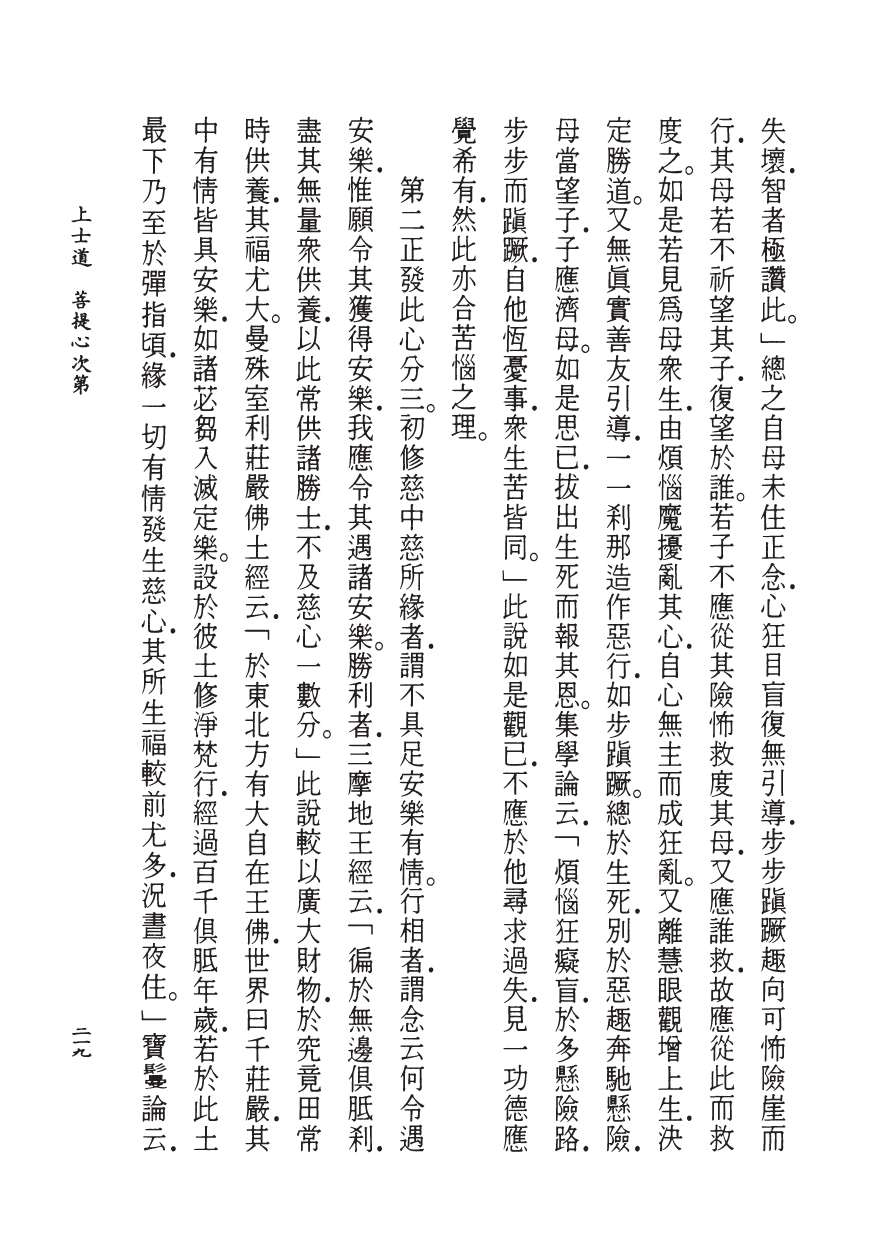 失壞．智者極讚此。」總之自母未住正念．心狂目盲復無引導．步步蹎蹶趣向可怖險崖而
行．其母若不祈望其子．復望於誰。若子不應從其險怖救度其母．又應誰救．故應從此而救
度之。如是若見爲母衆生．由煩惱魔擾亂其心．自心無主而成狂亂。又離慧眼觀增上生．決
定勝道。又無眞實善友引導．一一剎那造作惡行．如步蹎蹶。總於生死．別於惡趣奔馳懸險．
母當望子．子應濟母。如是思已．拔出生死而報其恩。集學論云．「煩惱狂癡盲．於多懸險路．
步步而蹎蹶．自他恆憂事．衆生苦皆同。」此說如是觀已．不應於他尋求過失．見一功德應
覺希有．然此亦合苦惱之理。
第二正發此心分三。初修慈中慈所緣者．謂不具足安樂有情。行相者．謂念云何令遇
安樂．惟願令其獲得安樂．我應令其遇諸安樂。勝利者．三摩地王經云．「徧於無邊俱胝刹．
盡其無量衆供養．以此常供諸勝士．不及慈心一數分。」此說較以廣大財物．於究竟田常
時供養．其福尤大。曼殊室利莊嚴佛土經云．「於東北方有大自在王佛．世界曰千莊嚴．其
中有情皆具安樂．如諸苾芻入滅定樂。設於彼土修淨梵行．經過百千俱胝年歲．若於此土
最下乃至於彈指頃．緣一切有情發生慈心．其所生福較前尤多．況晝夜住。」寶鬘論云．
上士道　菩提心次第
二一九